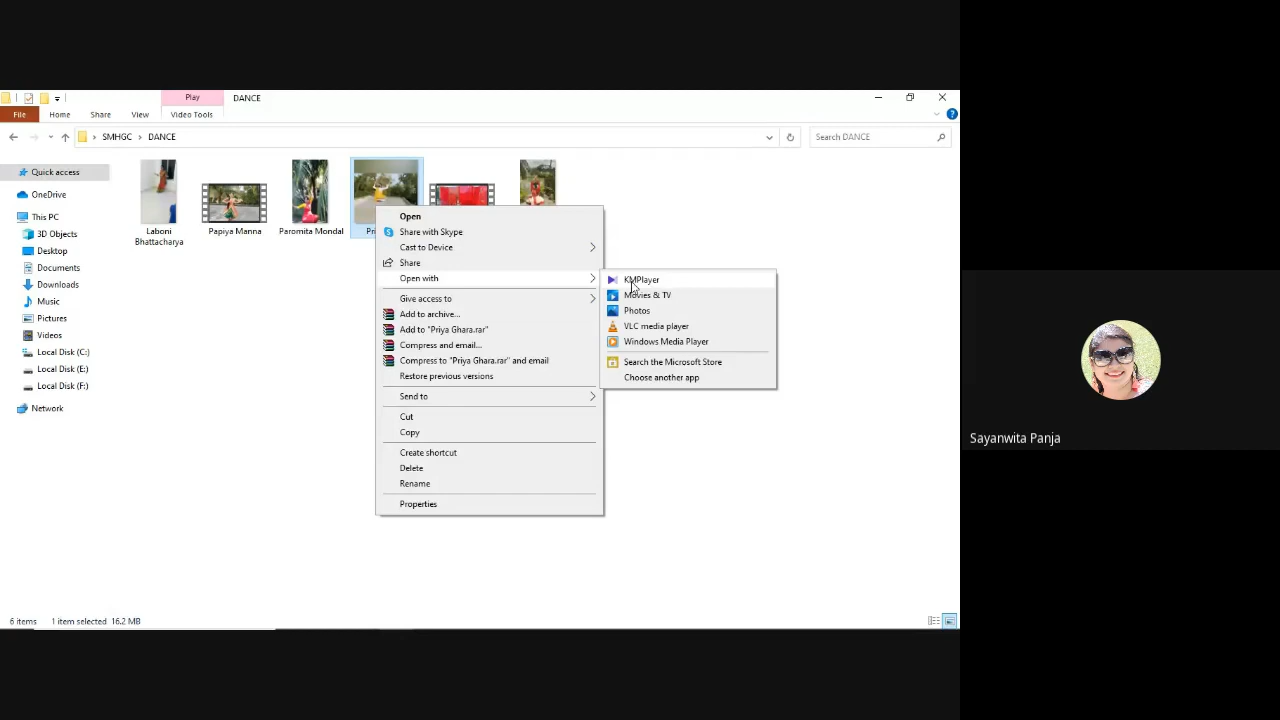 Play
DANCE
File
Home
Share
View
Video Tools
SMHGC
DANCE
Search DANCE
Quick access
OneDrive
This PC
3D Objects
Desktop
Documents
Downloads
Music
Pictures
Videos
Local Disk (C:)
Local Disk (E:)
Local Disk (F:)
Network
Laboni
Bhattacharya
Papiya Manna
Paromita Mondal
Pri
Open
Share with Skype
Cast to Device
Share
Open with
Give access to
Add to archive...
Add to "Priya Ghara.rar"
Compress and email...
Compress to "Priya Ghara.rar" and email
Restore previous versions
Send to
Cut
Copy
Create shortcut
Delete
Rename
Properties
KMPlayer
Movies & TV
Photos
VLC media player
Windows Media Player
Search the Microsoft Store
Choose another app
6 items
1 item selected 16.2 MB
Sayanwita Panja